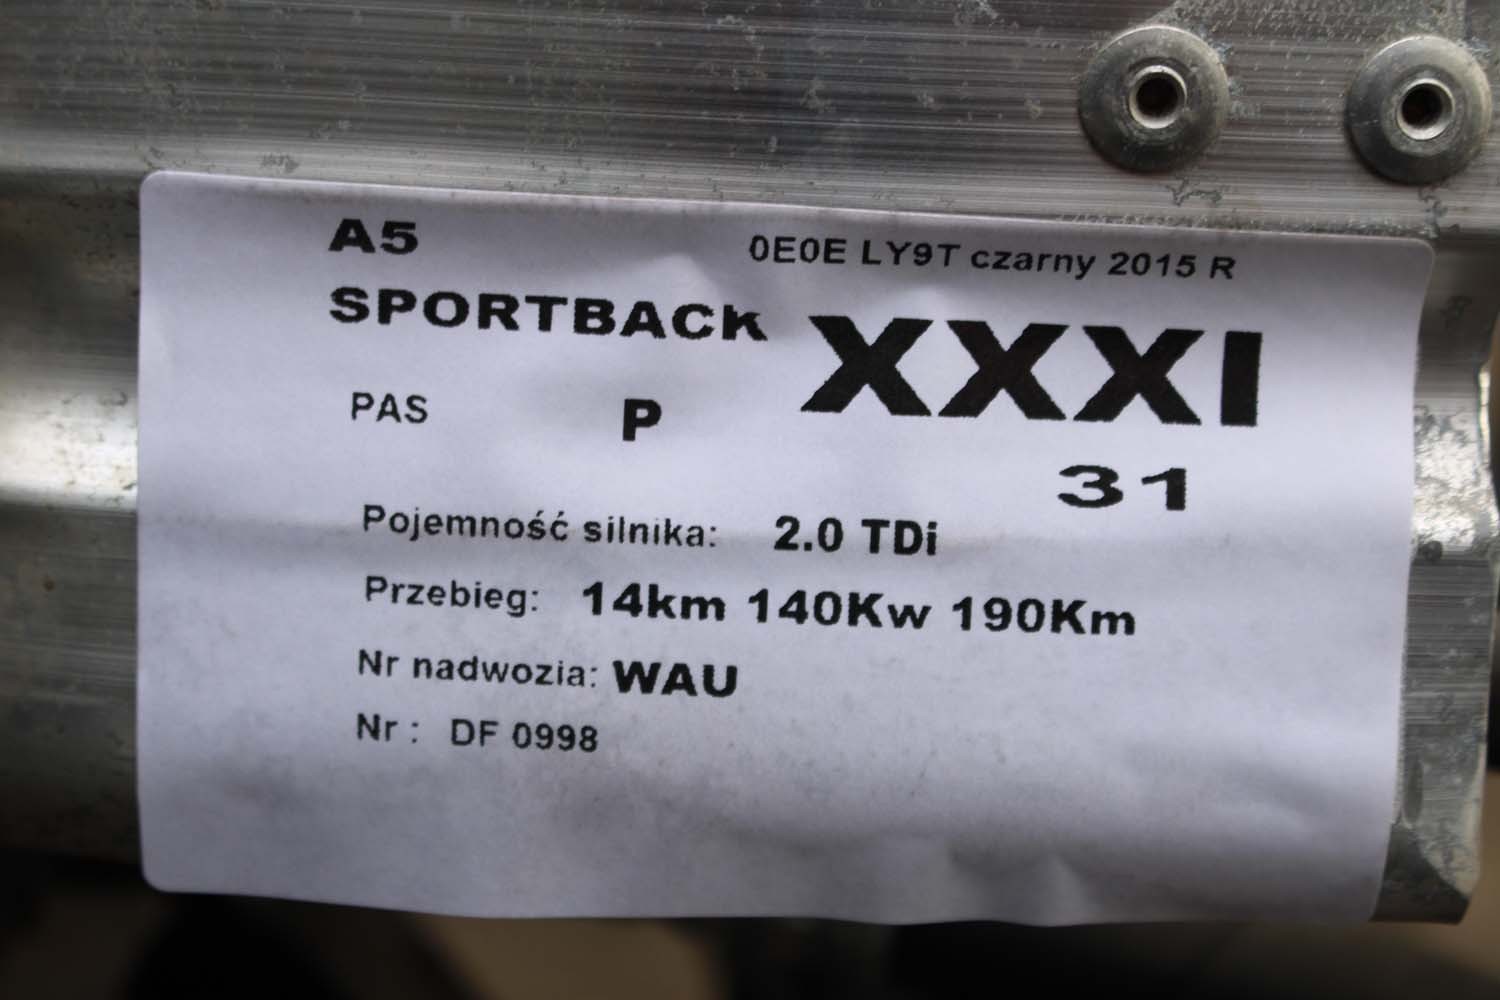 A5
0E0E LY9T czarny 2015 R
SPORTBACK
XXXI
PAS P
31
Pojemność silnika: 2.0 TDi
Przebieg: 14km 140Kw 190Km
Nr nadwozia: WAU
Nr : DF 0998